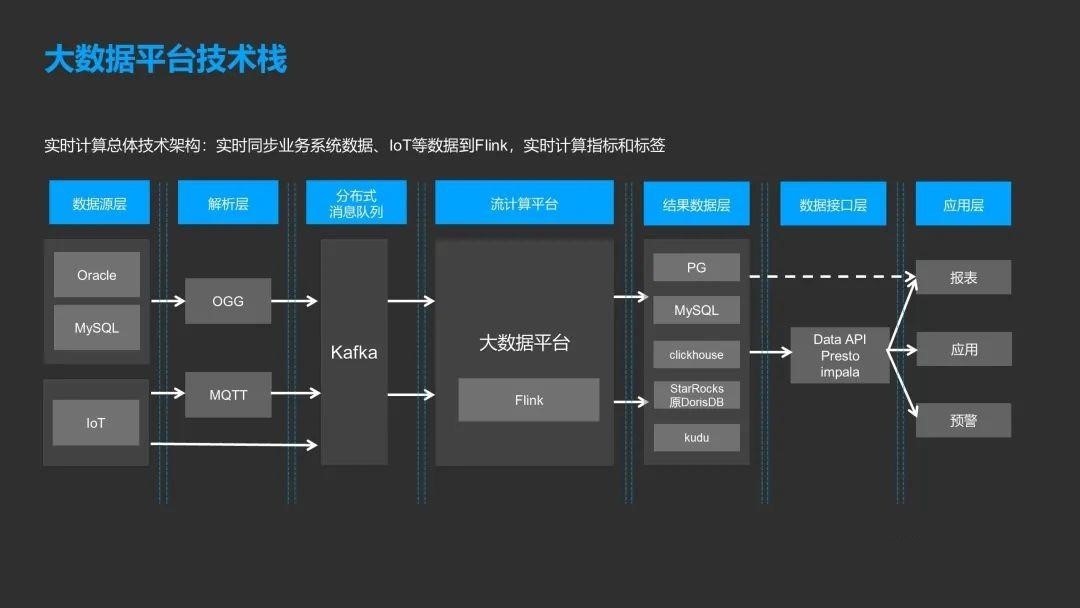 大数据平台技术栈
实时计算总体技术架构：实时同步业务系统数据、IoT等数据到Flink，实时计算指标和标签
数据源层
解析层
分布式
消息队列
流计算平台
结果数据层
数据接口层
应用层
Oracle
MySQL
IoT
OGG
MQTT
Kafka
大数据平台
Flink
PG
MySQL
clickhouse
StarRocks
原DorisDB
kudu
Data API
Presto
impala
报表
应用
预警